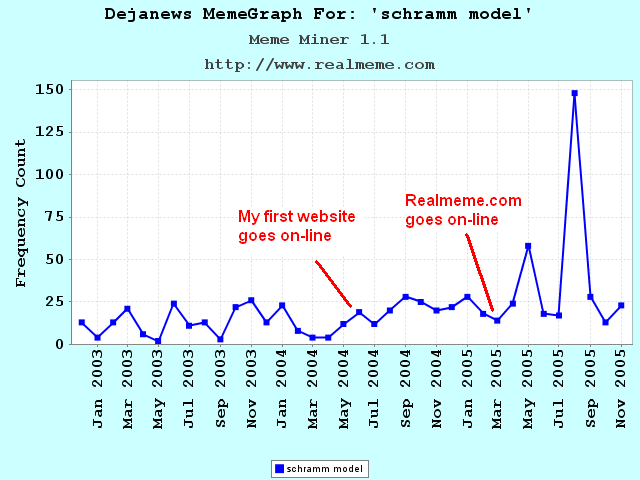 Dejanews MemeGraph For: 'schramm model'
Meme Miner 1.1
http://www.realmeme.com
Frequency Count
150
125
100
75
50
25
0
My first website
goes on-line
Realmeme.com
goes on-line
Jan 2003
Mar 2003
May 2003
Jul 2003
Sep 2003
Nov 2003
Jan 2004
Mar 2004
May 2004
Jul 2004
Sep 2004
Nov 2004
Jan 2005
Mar 2005
May 2005
Jul 2005
Sep 2005
Nov 2005
schramm model